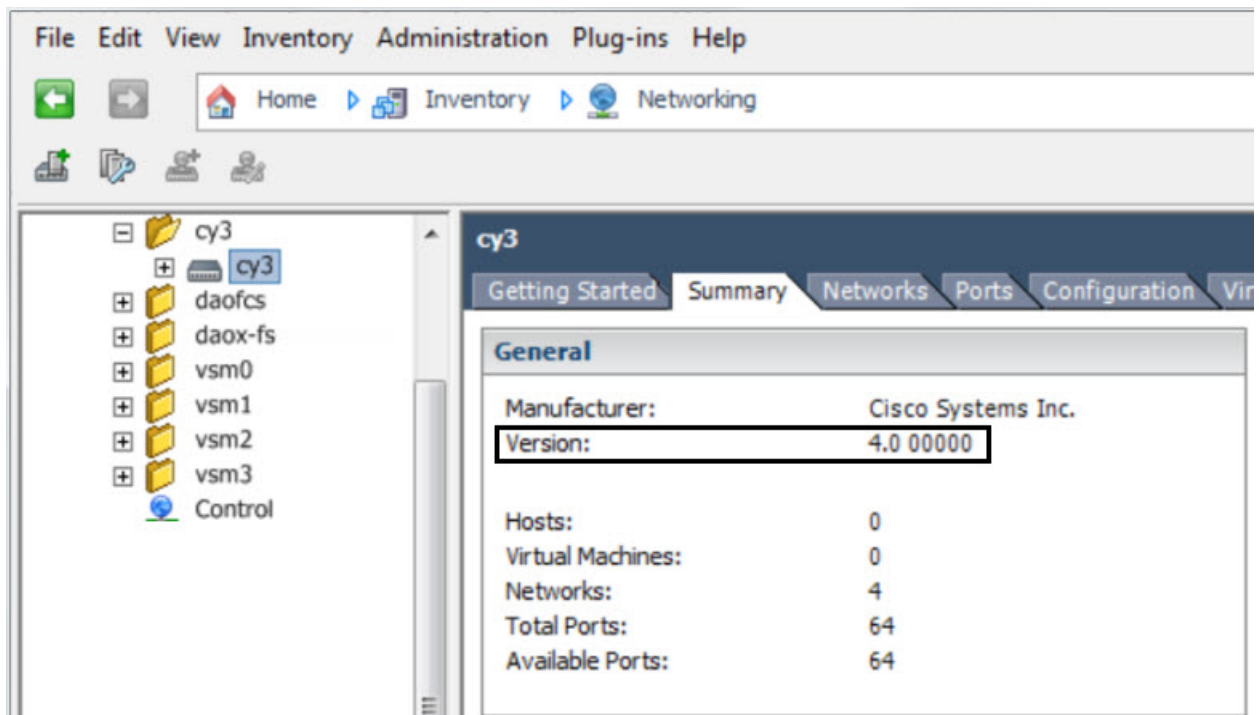 File Edit View Inventory Administration Plug-ins Help
Home Inventory Networking
cy3
cy3
daofcs
daox-fs
vsm0
vsm1
vsm2
vsm3
Control
cy3
Getting Started Summary Networks Ports Configuration Vir
General
Manufacturer: Cisco Systems Inc.
Version: 4.0 00000
Hosts: 0
Virtual Machines: 0
Networks: 4
Total Ports: 64
Available Ports: 64